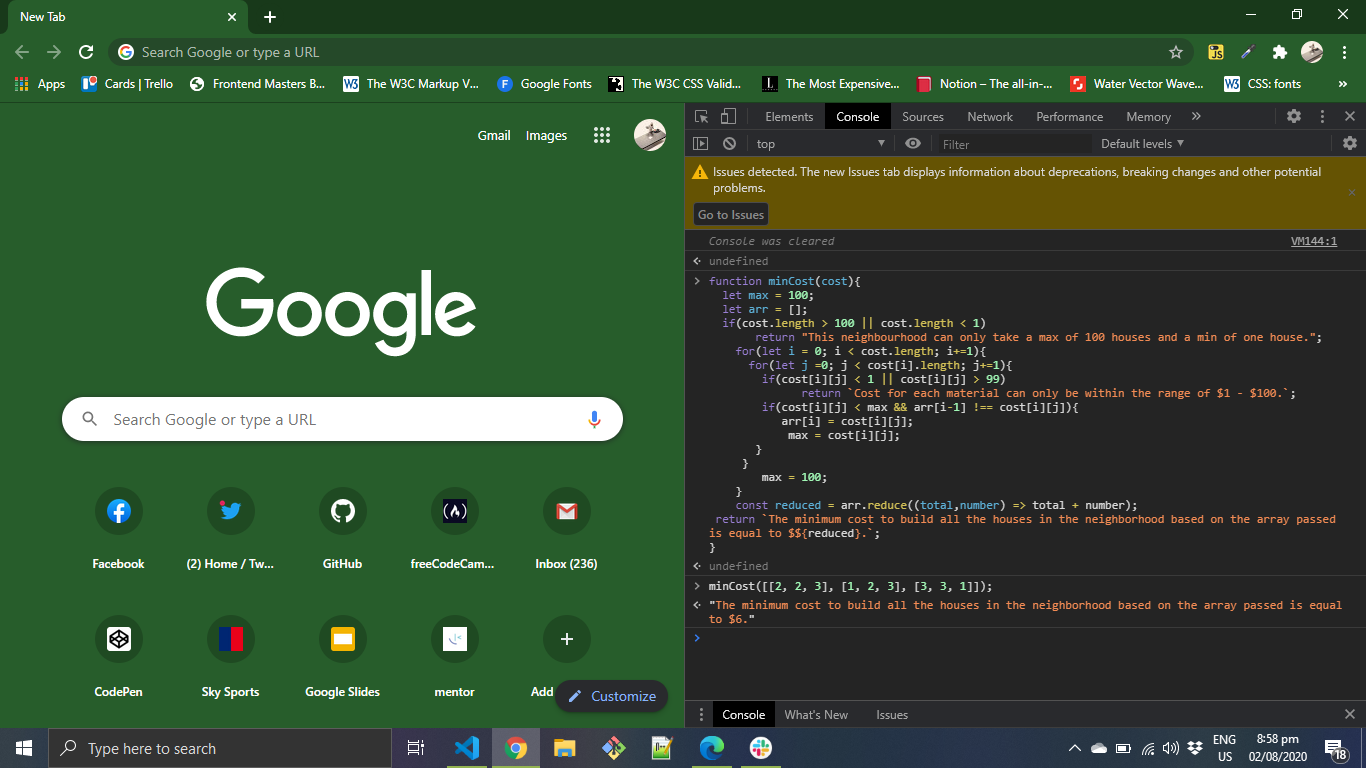 New Tab
Search Google or type a URL
Apps
Cards | Trello
Frontend Masters B...
The W3C Markup V...
Google Fonts
The W3C CSS Valid...
The Most Expensive...
Notion – The all-in-...
Water Vector Wave...
CSS: fonts
»
Gmail
Images
Google
Search Google or type a URL
Facebook
(2) Home / Tw...
GitHub
freeCodeCam...
Inbox (236)
CodePen
Sky Sports
Google Slides
mentor
Add
Customize
Elements
Console
Sources
Network
Performance
Memory
»
top
Filter
Default levels
Issues detected. The new Issues tab displays information about deprecations, breaking changes and other potential
problems.
Go to Issues
Console was cleared
VM144:1
undefined
function minCost(cost){
let max = 100;
let arr = [];
if(cost.length > 100 || cost.length < 1)
return "This neighbourhood can only take a max of 100 houses and a min of one house.";
for(let i = 0; i < cost.length; i+=1){
for(let j =0; j < cost[i].length; j+=1){
if(cost[i][j] < 1 || cost[i][j] > 99)
return `Cost for each material can only be within the range of $1 - $100.`;
if(cost[i][j] < max && arr[i-1] !== cost[i][j]){
arr[i] = cost[i][j];
max = cost[i][j];
}
}
max = 100;
}
const reduced = arr.reduce((total,number) => total + number);
return `The minimum cost to build all the houses in the neighborhood based on the array passed
is equal to $${reduced}.`;
}
undefined
minCost([[2, 2, 3], [1, 2, 3], [3, 3, 1]]);
"The minimum cost to build all the houses in the neighborhood based on the array passed is equal
to $6."
Console
What's New
Issues
Type here to search
ENG
US
8:58 pm
02/08/2020
18